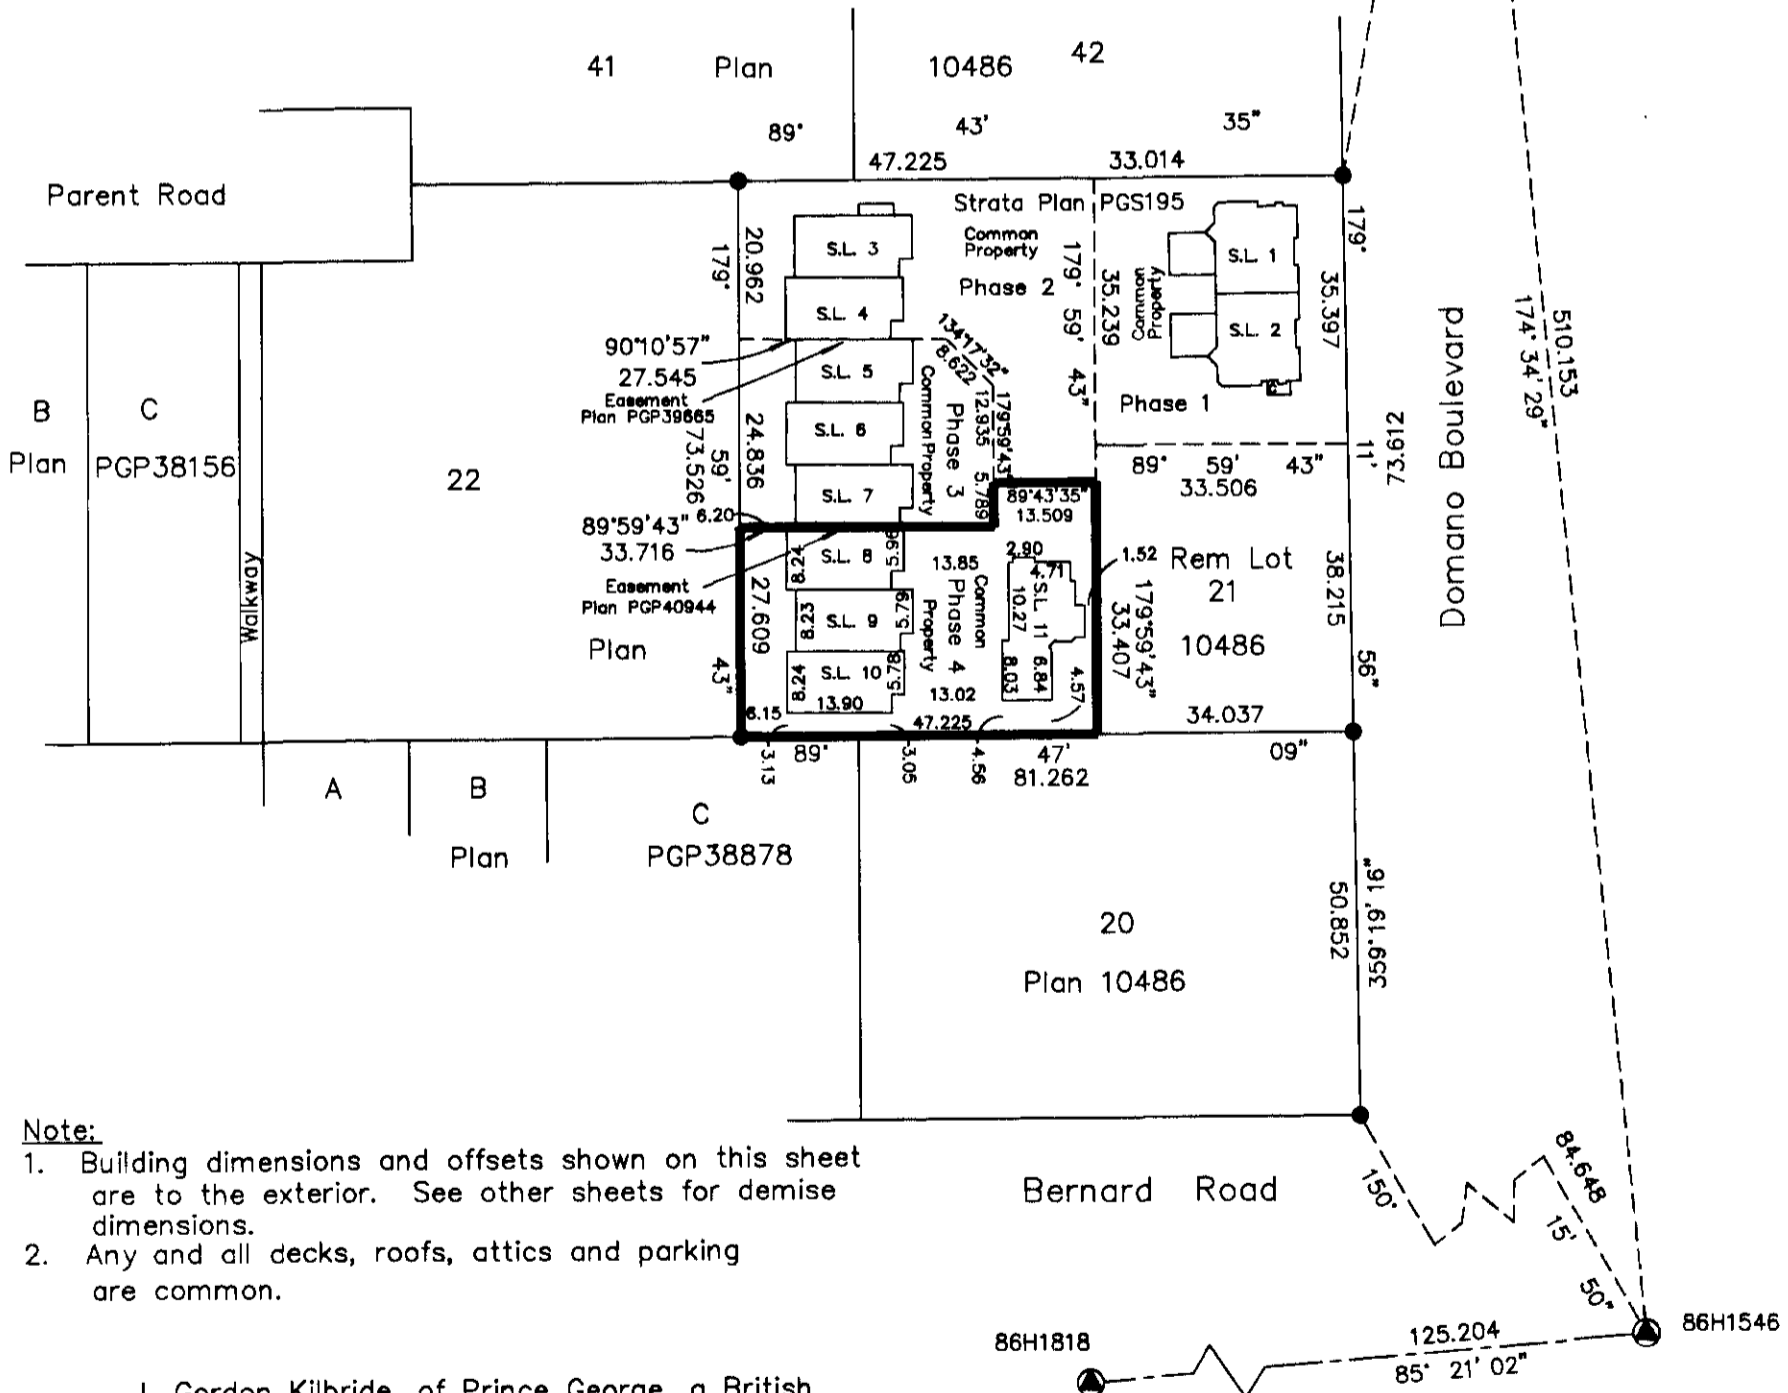 41 Plan 10486 42
89° 43' 35"
47.225 33.014
Parent Road
Strata Plan PGS195
Common
Property
Phase 2
S.L. 3
S.L. 4
S.L. 5
S.L. 6
S.L. 7
S.L. 8
S.L. 9
S.L. 10
S.L. 11
S.L. 1
S.L. 2
20.962
179°
179° 59' 43"
35.239
Common
Property
Phase 1
179°
35.397
90°10'57"
27.545
Easement
Plan PGP39665
134°17'32"
8.622
179°59'43"
12.935
5.789
Common Property
Phase 3
24.836
59'
73.526
B
Plan
C
PGP38156
22
Walkway
89°59'43"
33.716
6.20
Easement
Plan PGP40944
Plan
89°43'35"
13.509
89° 59' 43"
33.506
11'
73.612
Domano Boulevard
510.153
174° 34' 29"
8.24
5.96
13.85
2.90
4.71
1.52
Rem Lot
21
10486
38.215
27.609
8.23
5.79
Common
Property
Phase 4
10.27
179°59'43"
33.407
43"
8.24
5.78
13.90
13.02
8.03
6.84
4.57
56"
6.15
47.225
34.037
3.13
89°
3.05
4.56
47'
81.262
09"
A
B
Plan
C
PGP38878
20
Plan 10486
50.852
359°19'16"
Note:
1. Building dimensions and offsets shown on this sheet
are to the exterior. See other sheets for demise
dimensions.
2. Any and all decks, roofs, attics and parking
are common.
Bernard Road
150°
84.648
15'
50"
86H1546
86H1818
125.204
85° 21' 02"
I, Gordon Kilbride, of Prince George, a British